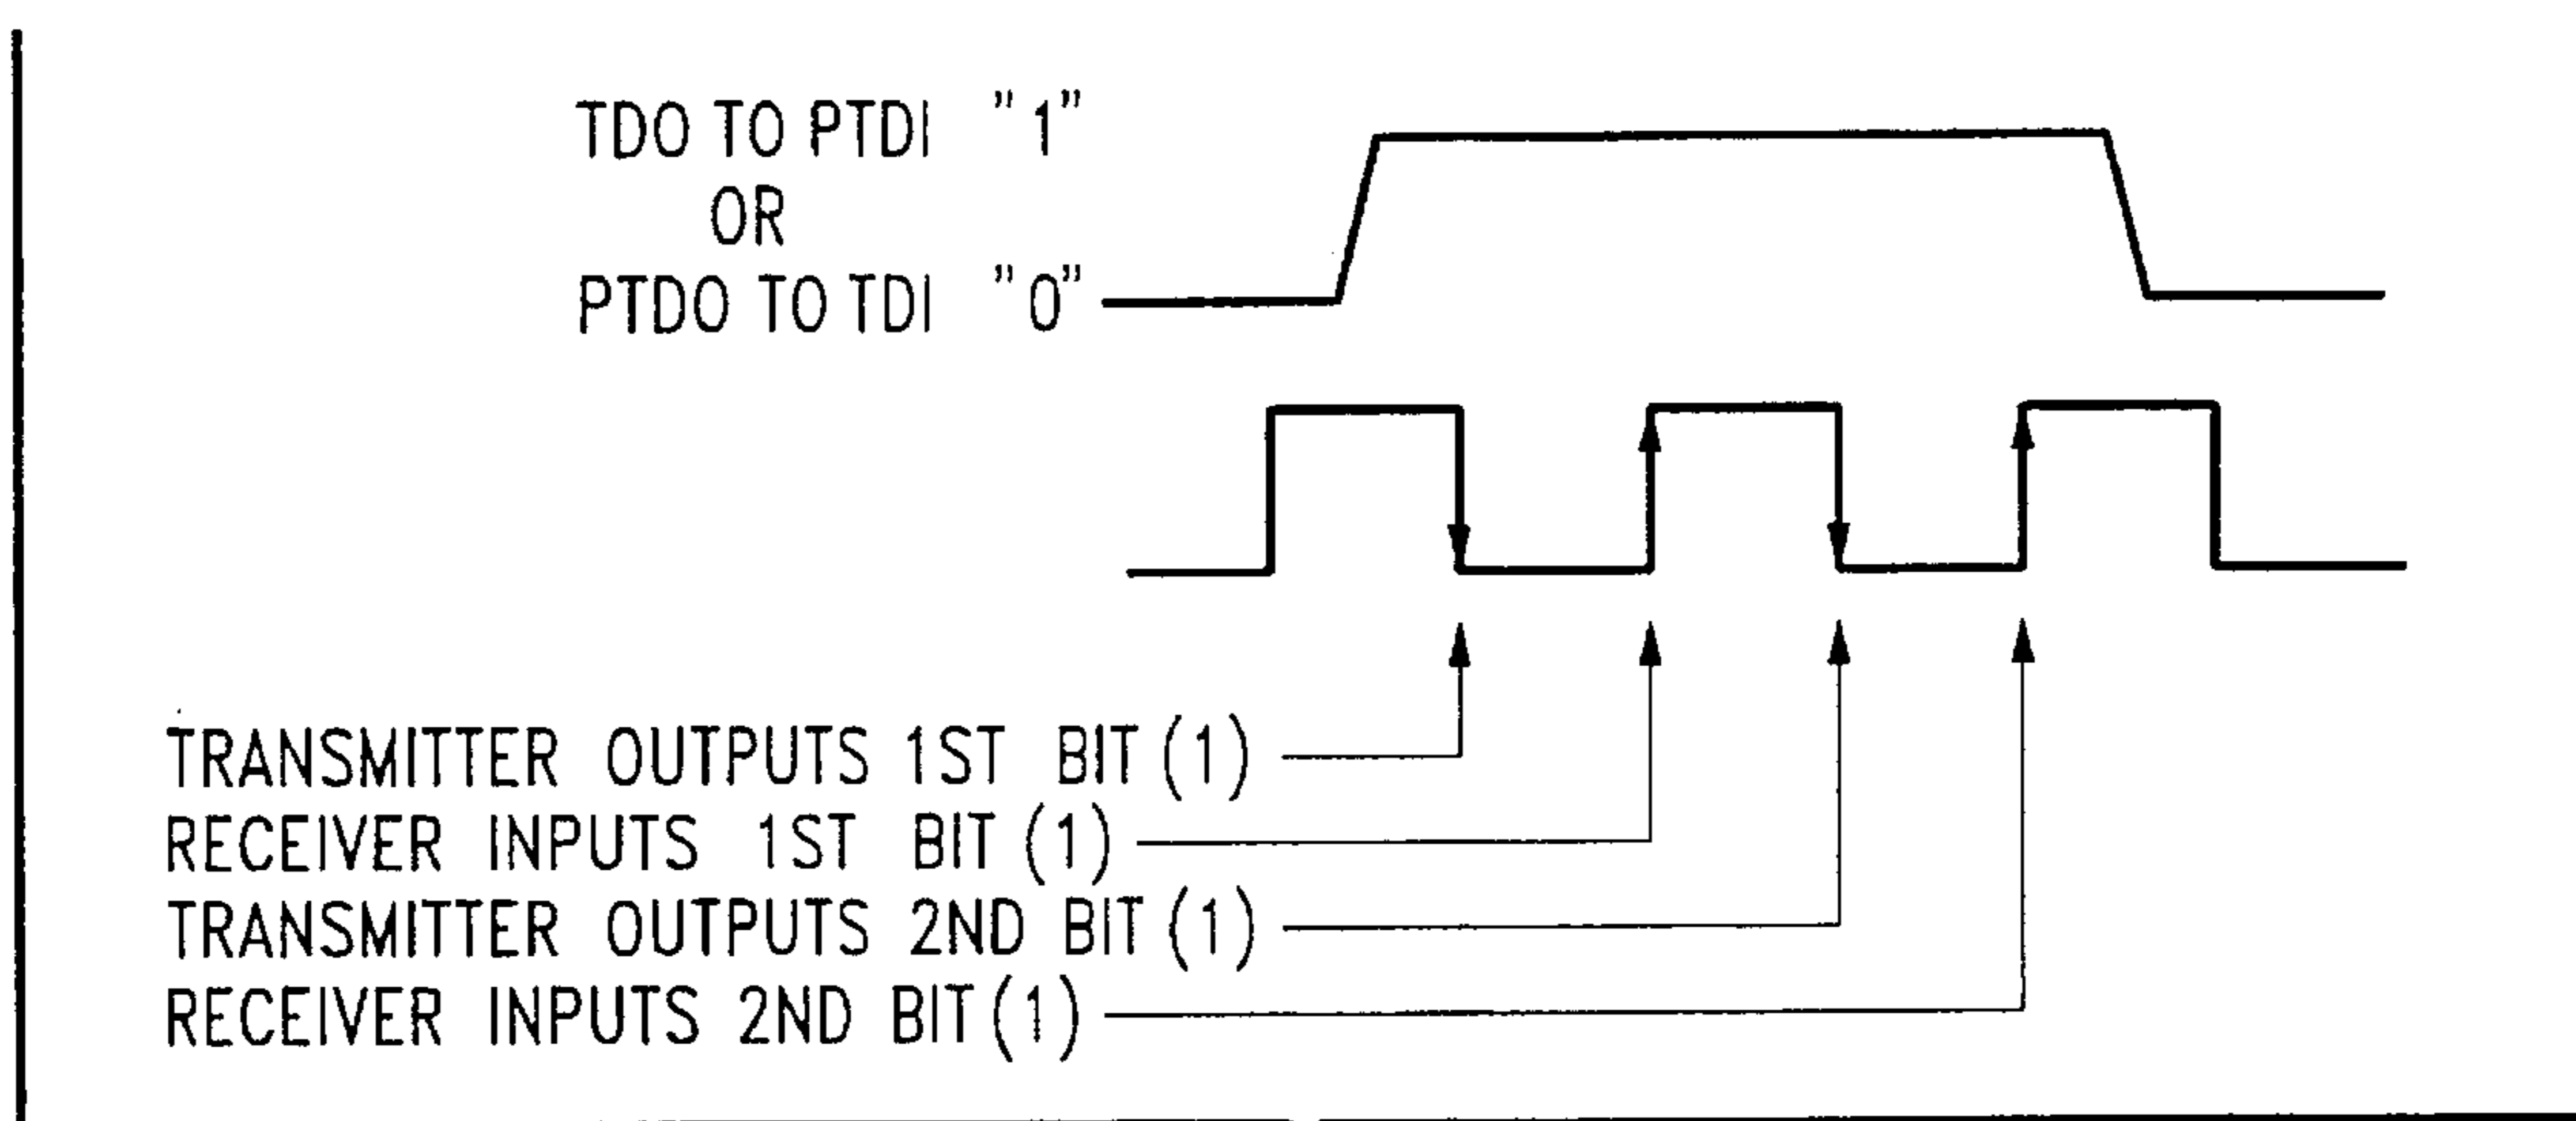 TDO TO PTDI "1"
OR
PTDO TO TDI "0"
TRANSMITTER OUTPUTS 1ST BIT (1)
RECEIVER INPUTS 1ST BIT (1)
TRANSMITTER OUTPUTS 2ND BIT (1)
RECEIVER INPUTS 2ND BIT (1)